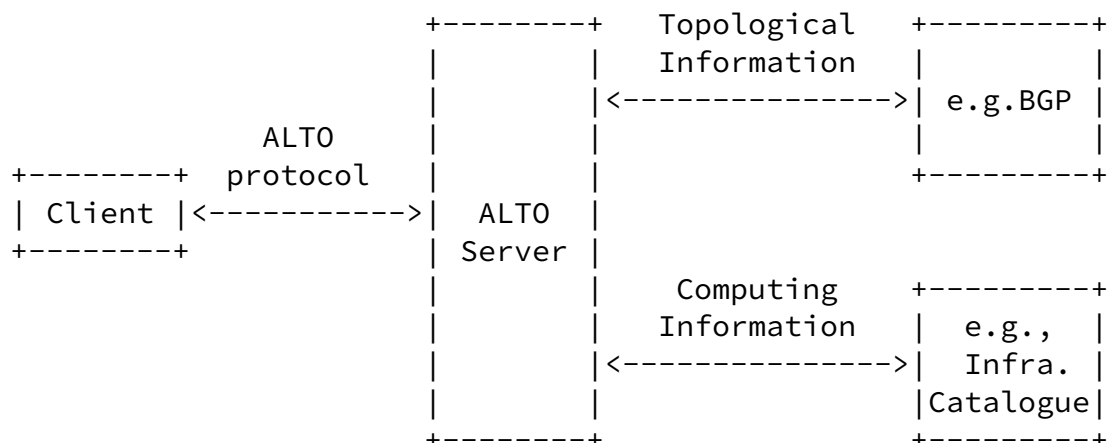 Topological
Information
e.g.BGP
ALTO
protocol
Client
ALTO
Server
Computing
Information
e.g.,
Infra.
Catalogue